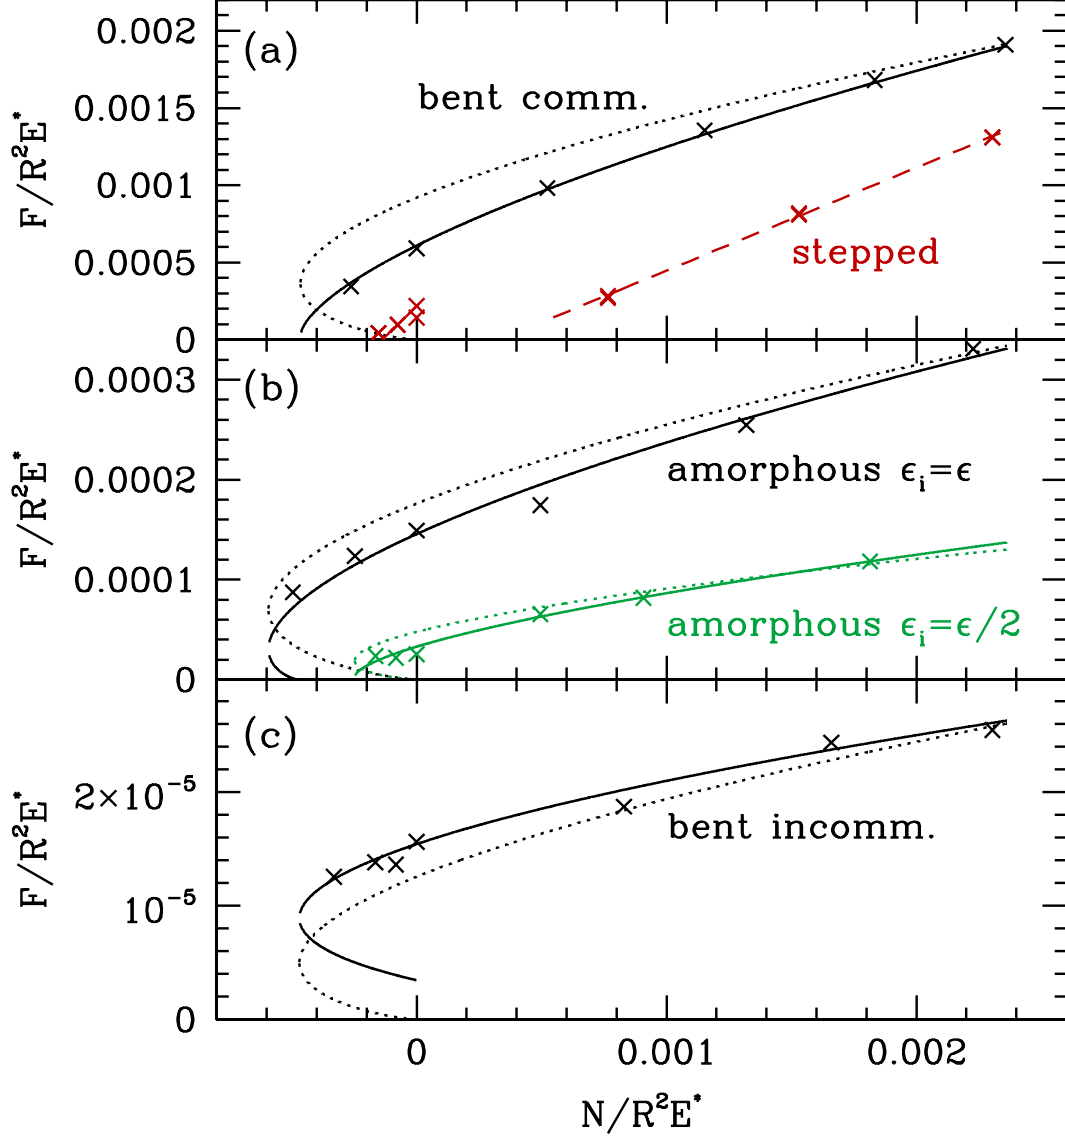 0.002
(a)
bent comm.
0.0015
F/R²E*
0.001
stepped
0.0005
0
0.0003
(b)
amorphous ϵᵢ=ϵ
0.0002
F/R²E*
0.0001
amorphous ϵᵢ=ϵ/2
0
(c)
2×10⁻⁵
bent incomm.
F/R²E*
10⁻⁵
0
0 0.001 0.002
N/R²E*